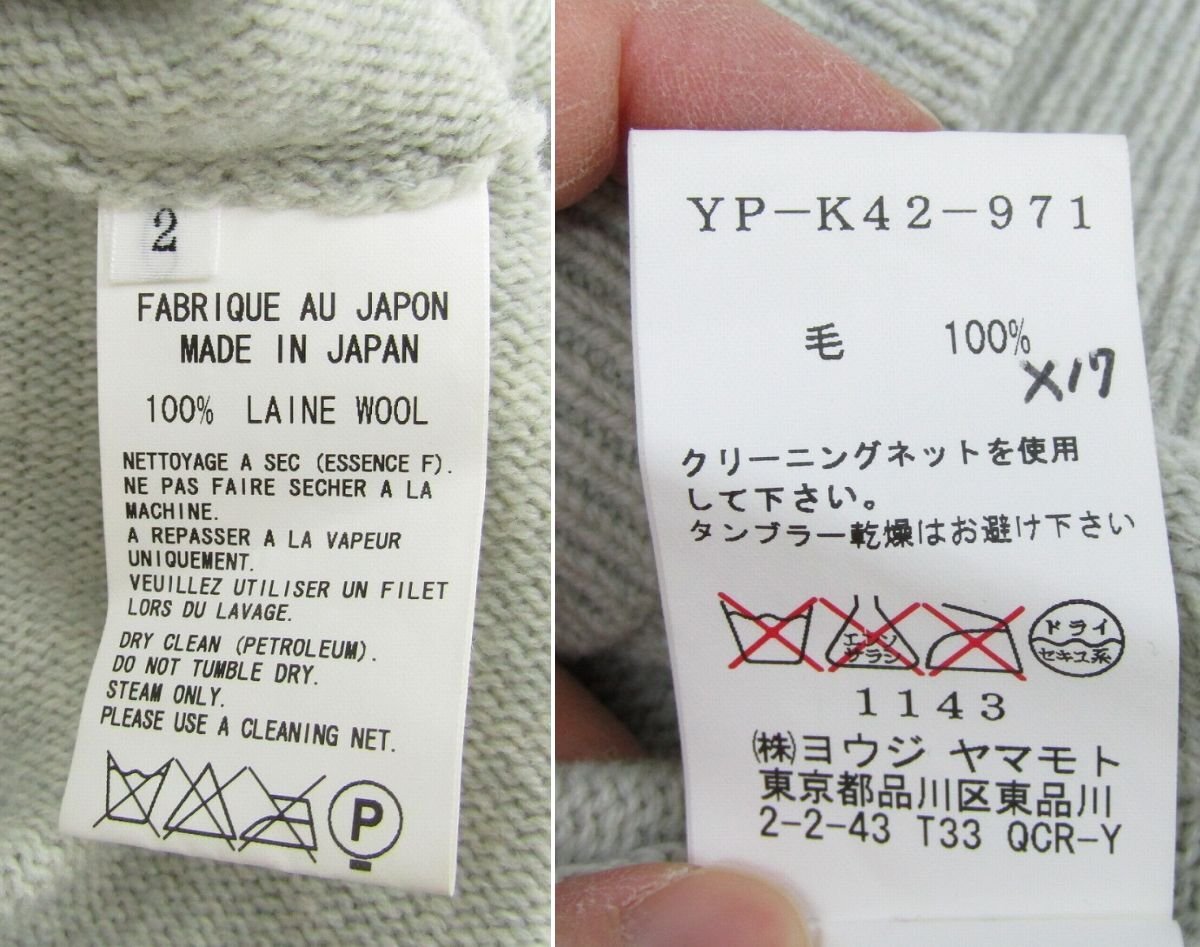 2
FABRIQUE AU JAPON
MADE IN JAPAN
100% LAINE WOOL
NETTOYAGE A SEC (ESSENCE F).
NE PAS FAIRE SECHER A LA
MACHINE.
A REPASSER A LA VAPEUR
UNIQUEMENT.
VEUILLEZ UTILISER UN FILET
LORS DU LAVAGE.
DRY CLEAN (PETROLEUM).
DO NOT TUMBLE DRY.
STEAM ONLY.
PLEASE USE A CLEANING NET.
P
YP-K42-971
毛 100%
X17
クリーニングネットを使用
して下さい。
タンブラー乾燥はお避け下さい
エンソ
サラシ
ドライ
セキユ系
1143
(株)ヨウジ ヤマモト
東京都品川区東品川
2-2-43 T33 QCR-Y